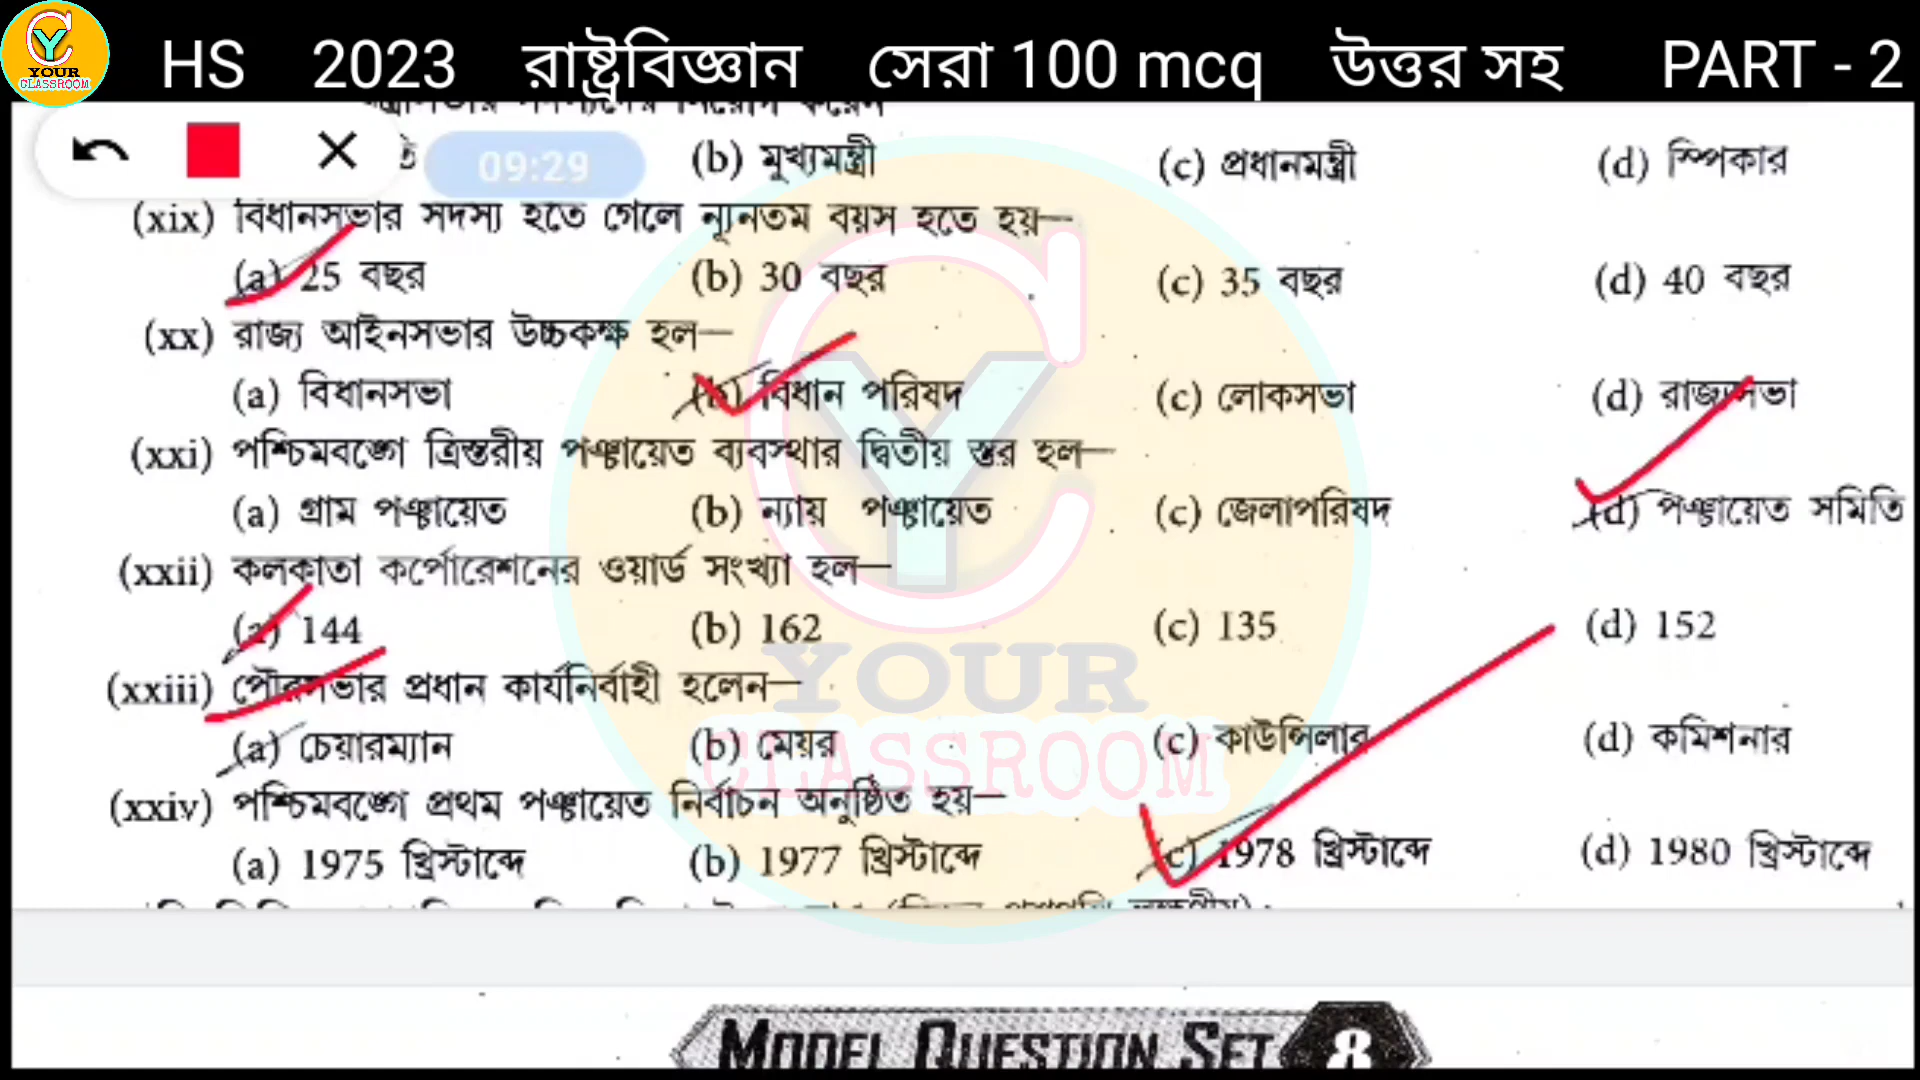 YOUR CLASSROOM
HS 2023 রাষ্ট্রবিজ্ঞান সেরা 100 mcq উত্তর সহ PART - 2
09:29
(b) মুখ্যমন্ত্রী (c) প্রধানমন্ত্রী (d) স্পিকার
(xix) বিধানসভার সদস্য হতে গেলে ন্যূনতম বয়স হতে হয়—
(a) 25 বছর (b) 30 বছর (c) 35 বছর (d) 40 বছর
(xx) রাজ্য আইনসভার উচ্চকক্ষ হল—
(a) বিধানসভা (b) বিধান পরিষদ (c) লোকসভা (d) রাজ্যসভা
(xxi) পশ্চিমবঙ্গে ত্রিস্তরীয় পঞ্চায়েত ব্যবস্থার দ্বিতীয় স্তর হল—
(a) গ্রাম পঞ্চায়েত (b) ন্যায় পঞ্চায়েত (c) জেলাপরিষদ (d) পঞ্চায়েত সমিতি
(xxii) কলকাতা কর্পোরেশনের ওয়ার্ড সংখ্যা হল—
(a) 144 (b) 162 (c) 135 (d) 152
(xxiii) পৌরসভার প্রধান কার্যনির্বাহী হলেন—
(a) চেয়ারম্যান (b) মেয়র (c) কাউন্সিলার (d) কমিশনার
(xxiv) পশ্চিমবঙ্গে প্রথম পঞ্চায়েত নির্বাচন অনুষ্ঠিত হয়—
(a) 1975 খ্রিস্টাব্দে (b) 1977 খ্রিস্টাব্দে (c) 1978 খ্রিস্টাব্দে (d) 1980 খ্রিস্টাব্দে
YOUR
CLASSROOM
MODEL QUESTION SET 8